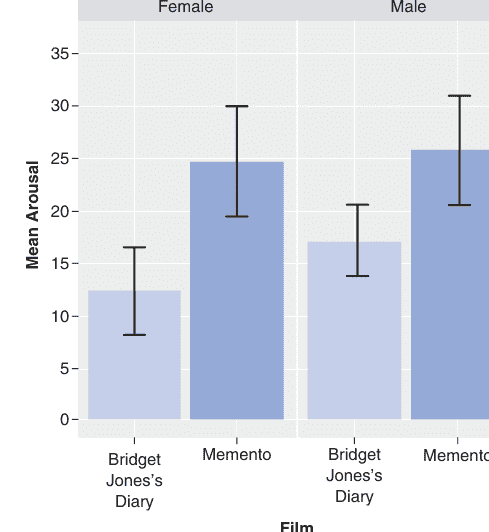 Female Male
35
30
25
20
15
10
5
0
Mean Arousal
Bridget
Jones’s
Diary
Memento
Bridget
Jones’s
Diary
Memento
Film